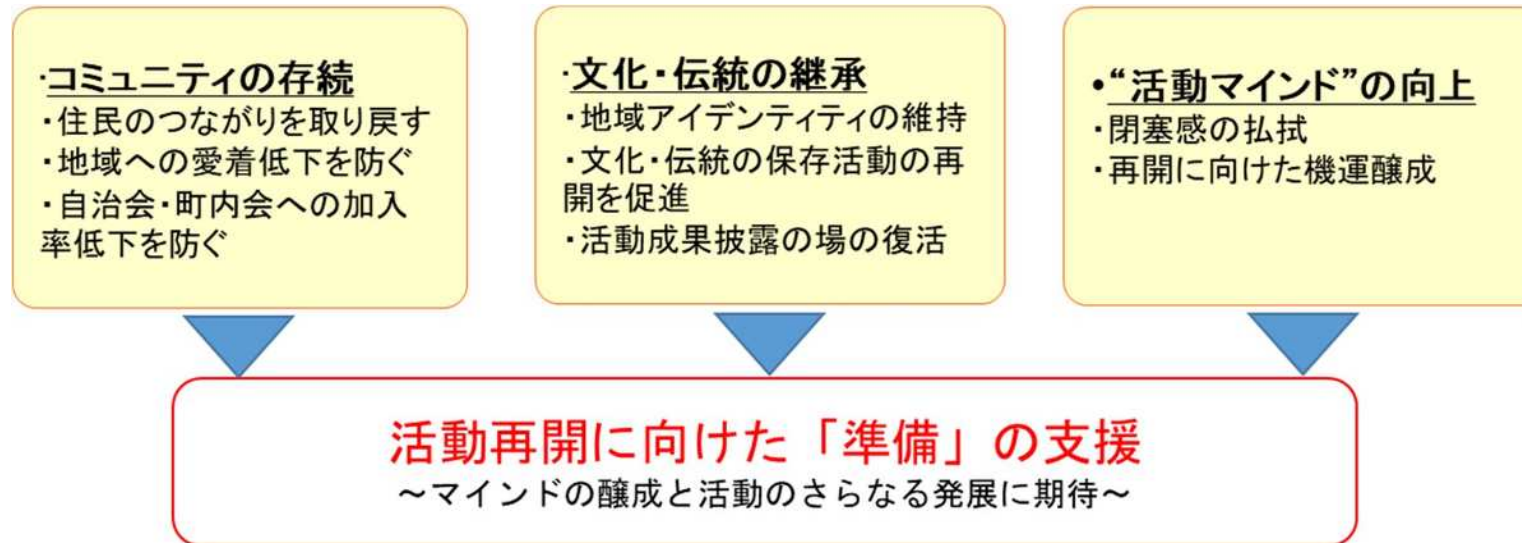 ·コミュニティの存続
・住民のつながりを取り戻す
・地域への愛着低下を防ぐ
・自治会・町内会への加入
率低下を防ぐ
·文化・伝統の継承
・地域アイデンティティの維持
・文化・伝統の保存活動の再
開を促進
・活動成果披露の場の復活
•“活動マインド”の向上
・閉塞感の払拭
・再開に向けた機運醸成
活動再開に向けた「準備」の支援
～マインドの醸成と活動のさらなる発展に期待～